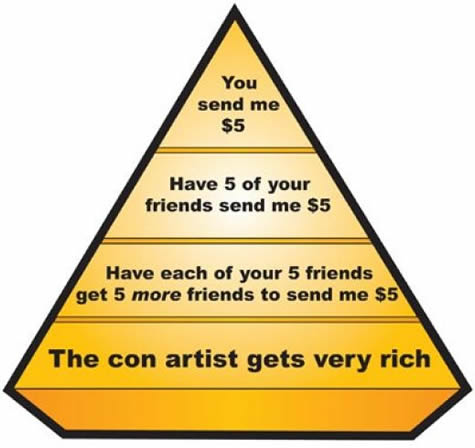 You
send me
$5
Have 5 of your
friends send me $5
Have each of your 5 friends
get 5 more friends to send me $5
The con artist gets very rich